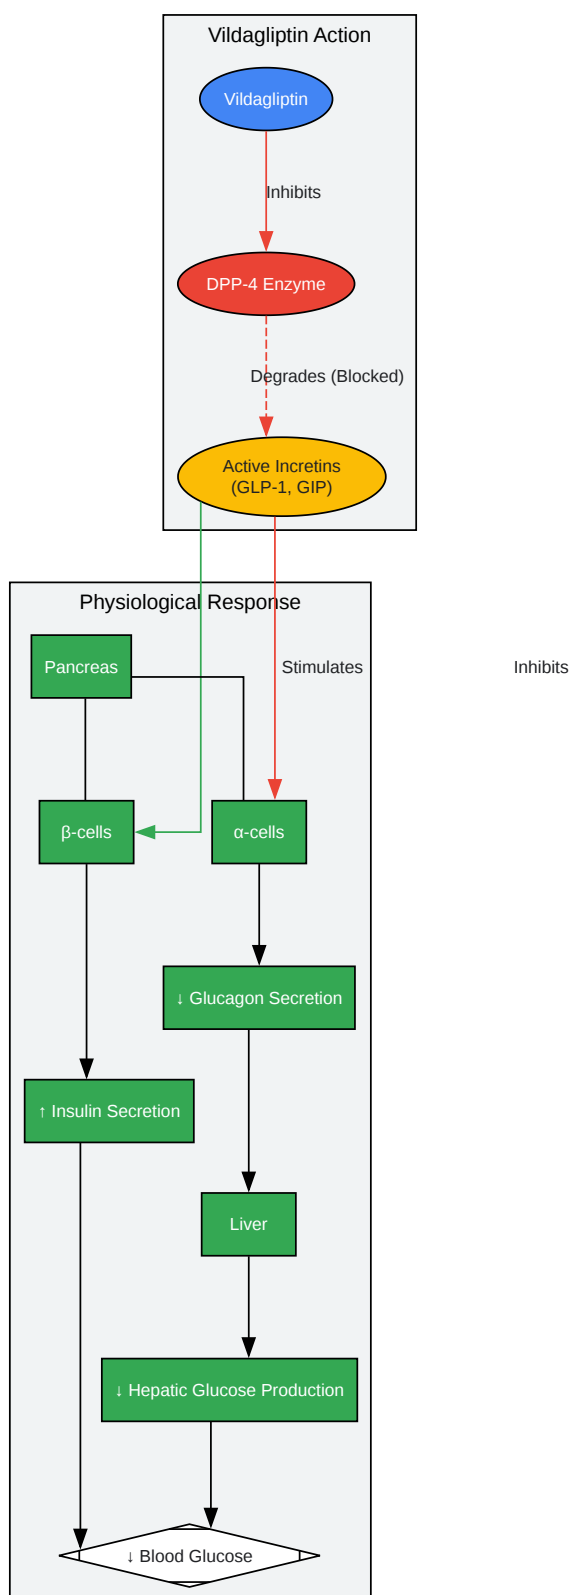 Vildagliptin Action
Vildagliptin
Inhibits
DPP-4 Enzyme
Degrades (Blocked)
Active Incretins
(GLP-1, GIP)
Physiological Response
Pancreas
Stimulates
Inhibits
β-cells
α-cells
↓ Glucagon Secretion
↑ Insulin Secretion
Liver
↓ Hepatic Glucose Production
↓ Blood Glucose